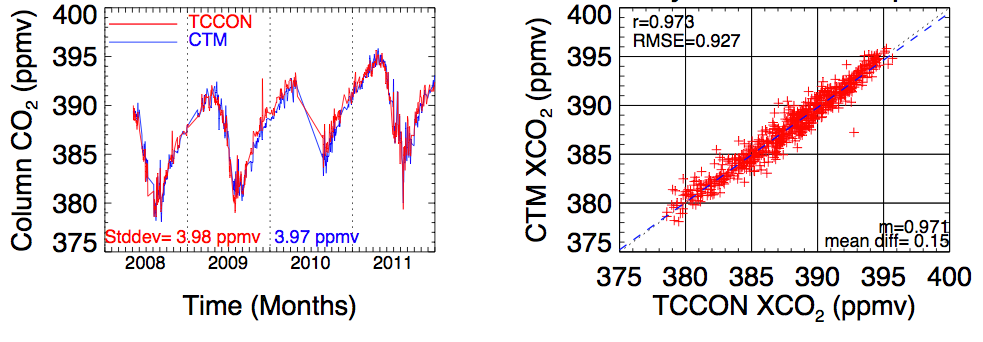 400
395
390
385
380
375
Column CO2 (ppmv)
TCCON
CTM
Stddev= 3.98 ppmv 3.97 ppmv
2008 2009 2010 2011
Time (Months)
400
395
390
385
380
375
CTM XCO2 (ppmv)
r=0.973
RMSE=0.927
m=0.971
mean diff= 0.15
375 380 385 390 395 400
TCCON XCO2 (ppmv)